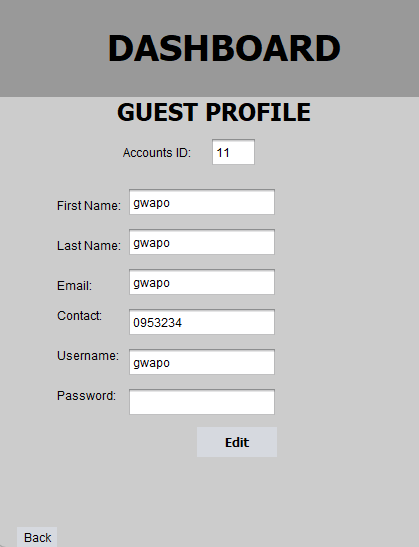 DASHBOARD
GUEST PROFILE
Accounts ID: 11
First Name: gwapo
Last Name: gwapo
Email: gwapo
Contact: 0953234
Username: gwapo
Password:
Edit
Back